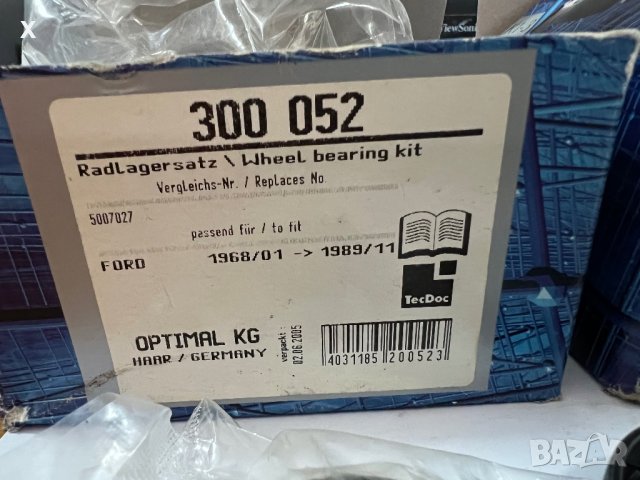 x
ViewSonic
300 052
Radlagersatz \ Wheel bearing kit
Vergleichs-Nr. / Replaces No
5007027
passend für / to fit
FORD 1968/01 -> 1989/11
TecDoc
OPTIMAL KG
HAAR / GERMANY
verpackt :
02.06.2005
4031185 200523
BAZAR